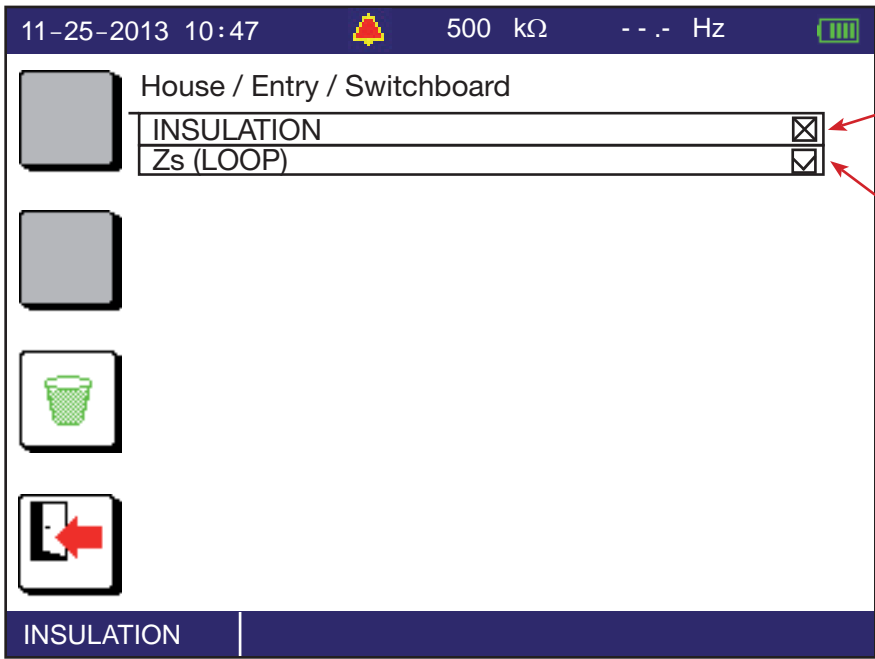 11-25-2013 10:47 500 kΩ - - .- Hz
House / Entry / Switchboard
INSULATION
Zs (LOOP)
INSULATION